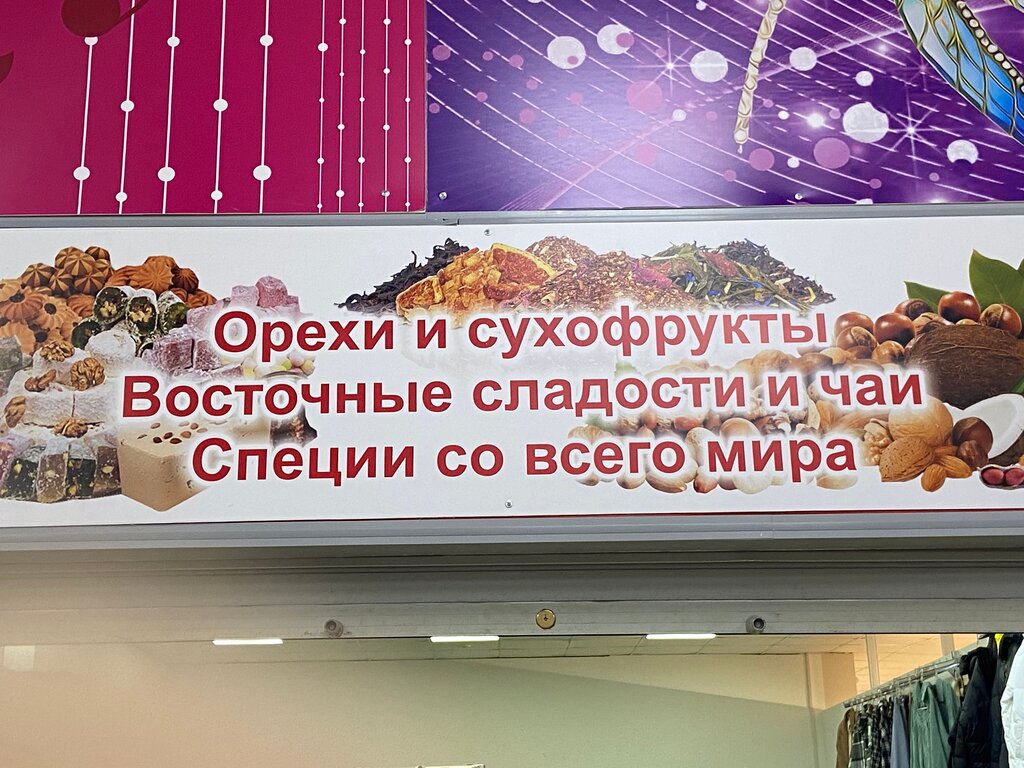 Орехи и сухофрукты
Восточные сладости и чаи
Специи со всего мира